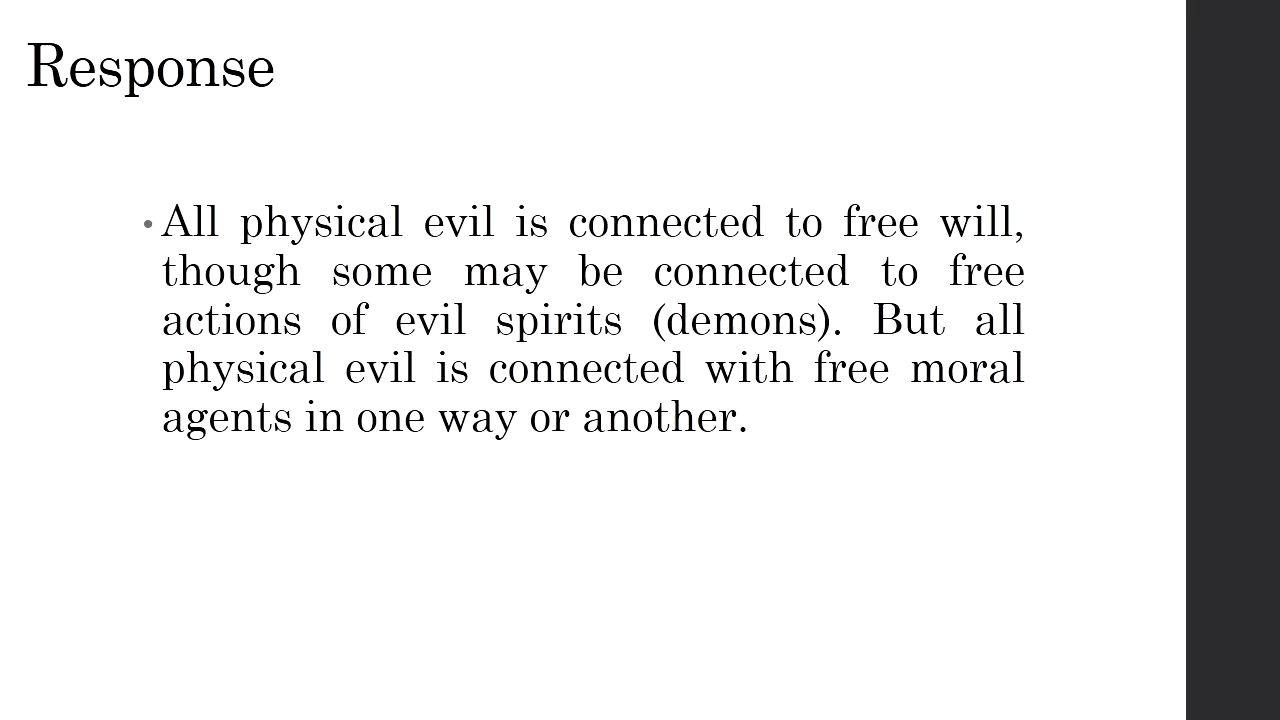 Response
• All physical evil is connected to free will,
though some may be connected to free
actions of evil spirits (demons). But all
physical evil is connected with free moral
agents in one way or another.